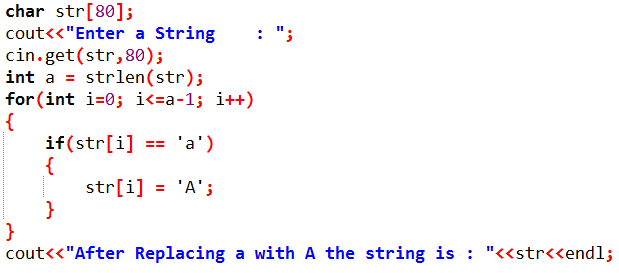 char str[80];
cout<<"Enter a String    : ";
cin.get(str,80);
int a = strlen(str);
for(int i=0; i<=a-1; i++)
{
    if(str[i] == 'a')
    {
        str[i] = 'A';
    }
}
cout<<"After Replacing a with A the string is : "<<str<<endl;